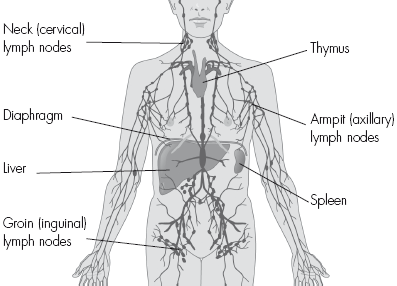 Neck (cervical)
lymph nodes
Thymus
Diaphragm
Armpit (axillary)
lymph nodes
Liver
Spleen
Groin (inguinal)
lymph nodes